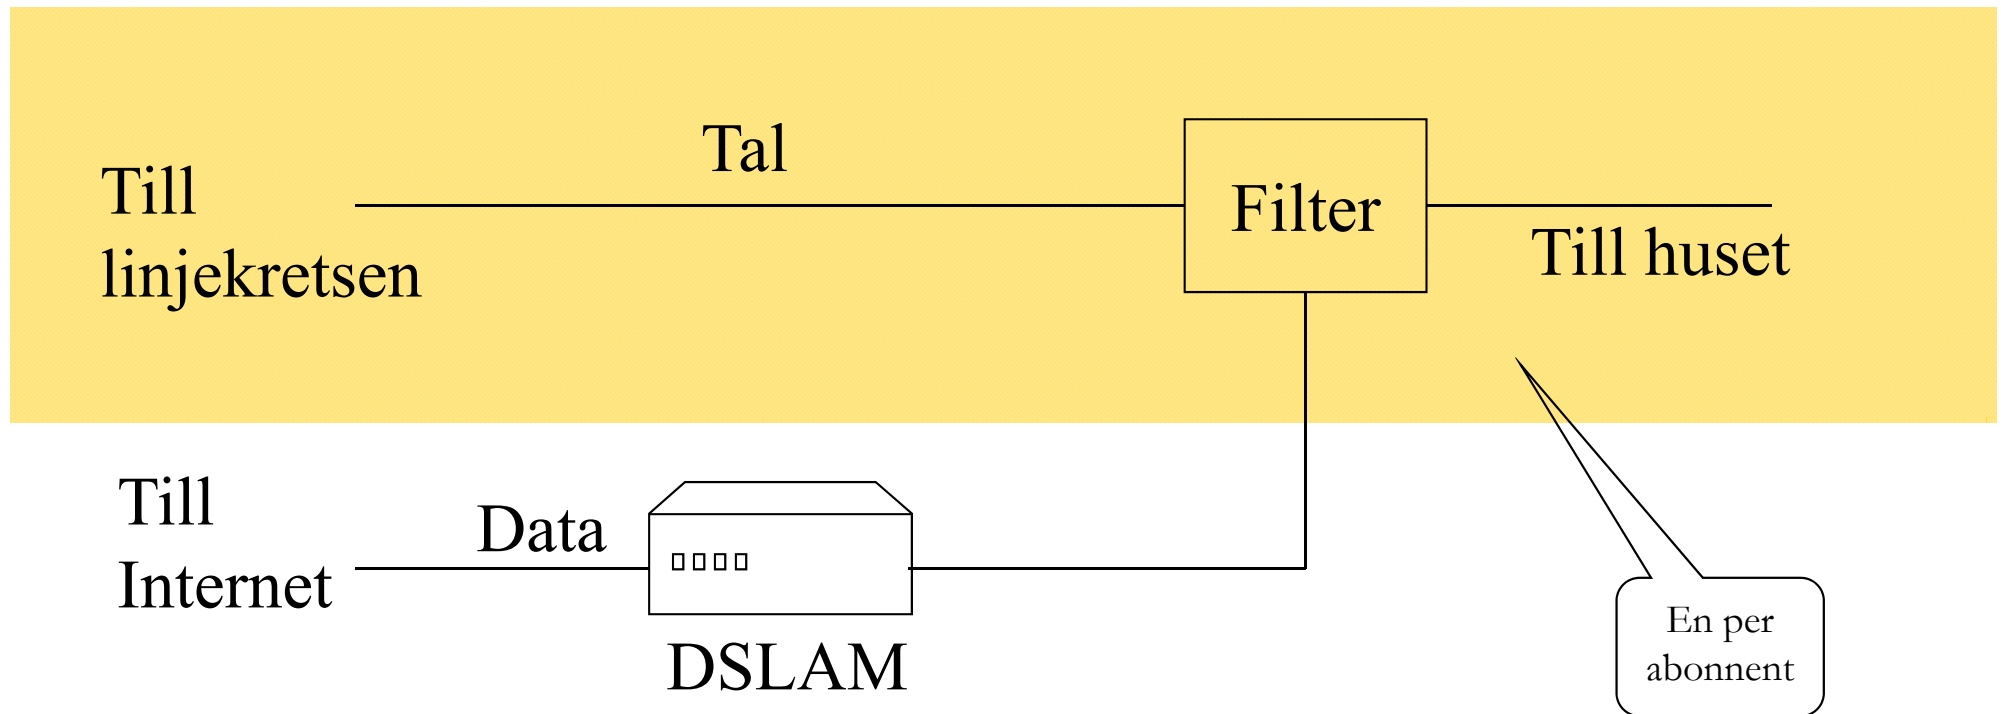 Tal
Till
linjekretsen
Filter
Till huset
Till
Internet
Data
DSLAM
En per
abonnent